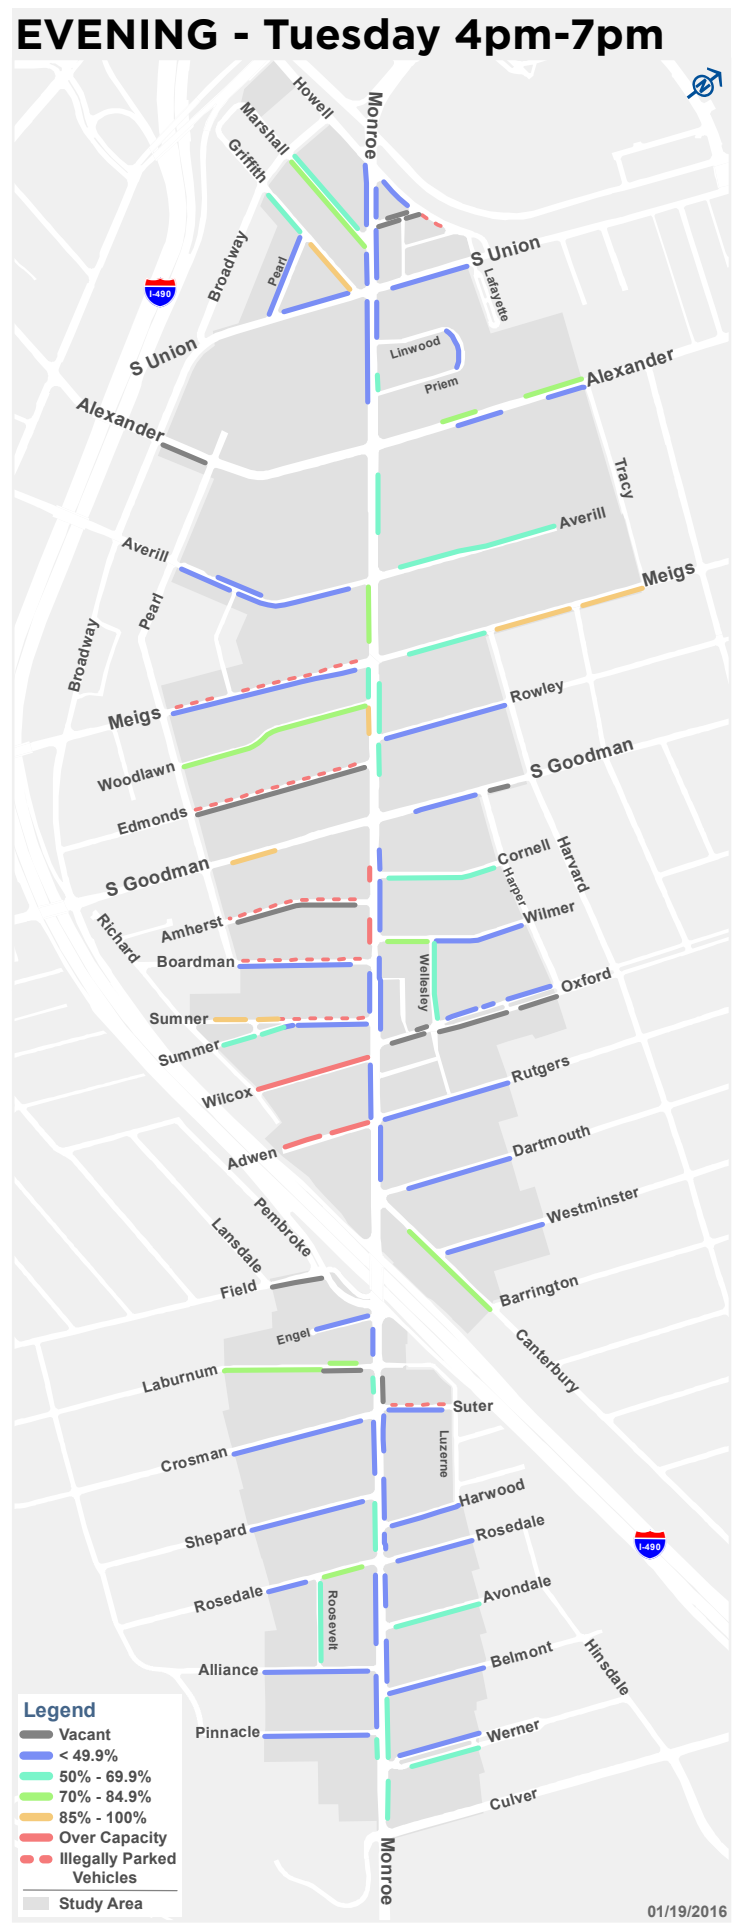 EVENING - Tuesday 4pm-7pm
Howell
Monroe
Marshall
Griffith
N
Broadway
Pearl
S Union
Lafayette
I-490
S Union
Linwood
Priem
Alexander
Alexander
Tracy
Averill
Averill
Pearl
Meigs
Broadway
Meigs
Rowley
Woodlawn
S Goodman
Edmonds
S Goodman
Cornell
Harper
Harvard
Richard
Amherst
Wilmer
Boardman
Wellesley
Oxford
Sumner
Summer
Wilcox
Rutgers
Adwen
Dartmouth
Pembroke
Lansdale
Westminster
Field
Barrington
Engel
Canterbury
Laburnum
Suter
Luzerne
Crosman
Harwood
Shepard
Rosedale
I-490
Rosedale
Roosevelt
Avondale
Alliance
Belmont
Hinsdale
Pinnacle
Werner
Culver
Monroe
Legend
Vacant
< 49.9%
50% - 69.9%
70% - 84.9%
85% - 100%
Over Capacity
Illegally Parked
Vehicles
Study Area
01/19/2016